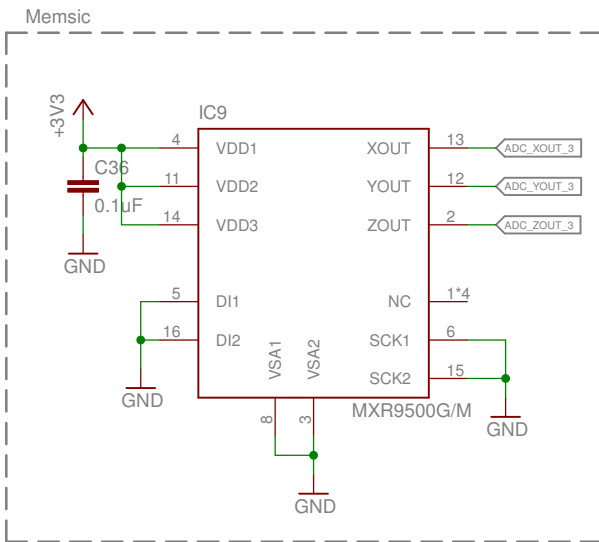 Memsic
+3V3
IC9
C36
0.1uF
GND
4 VDD1 XOUT 13 ADC_XOUT_3
11 VDD2 YOUT 12 ADC_YOUT_3
14 VDD3 ZOUT 2 ADC_ZOUT_3
5 DI1 NC 1*4
16 DI2 SCK1 6
VSA1 VSA2 SCK2 15
GND
8 3
MXR9500G/M
GND
GND